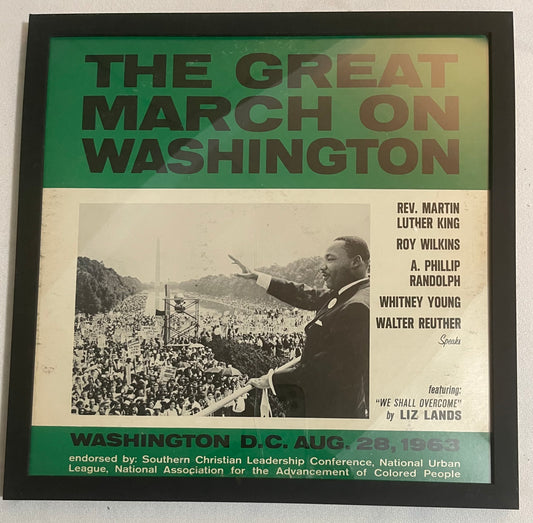 THE GREAT
MARCH ON
WASHINGTON
REV. MARTIN
LUTHER KING
ROY WILKINS
A. PHILLIP
RANDOLPH
WHITNEY YOUNG
WALTER REUTHER
Speaks
featuring:
"WE SHALL OVERCOME"
by LIZ LANDS
WASHINGTON D.C. AUG. 28, 1963
endorsed by: Southern Christian Leadership Conference, National Urban
League, National Association for the Advancement of Colored People